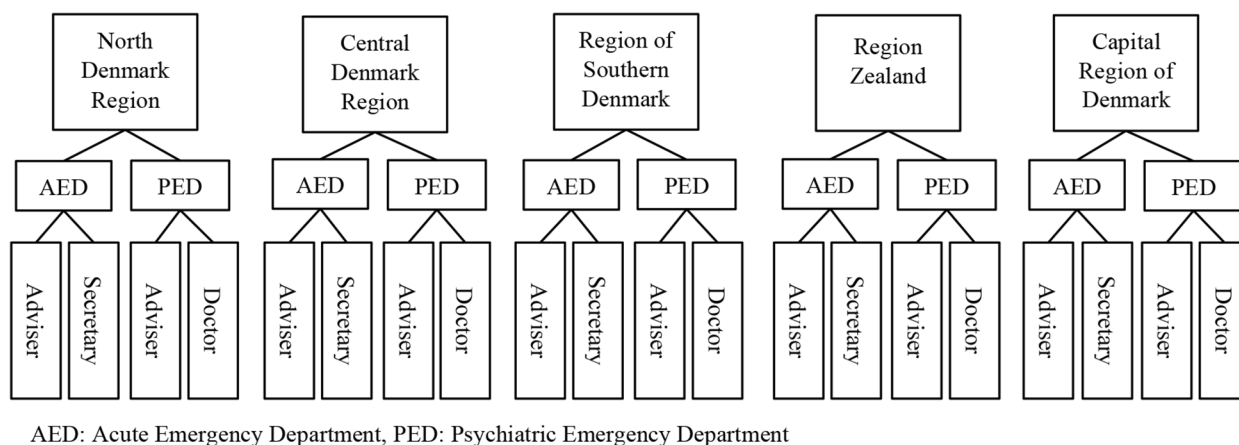 North
Denmark
Region
Central
Denmark
Region
Region of
Southern
Denmark
Region
Zealand
Capital
Region of
Denmark
AED
PED
AED
PED
AED
PED
AED
PED
AED
PED
Adviser
Secretary
Adviser
Doctor
Adviser
Secretary
Adviser
Doctor
Adviser
Secretary
Adviser
Doctor
Adviser
Secretary
Adviser
Doctor
Adviser
Secretary
Adviser
Doctor
AED: Acute Emergency Department, PED: Psychiatric Emergency Department